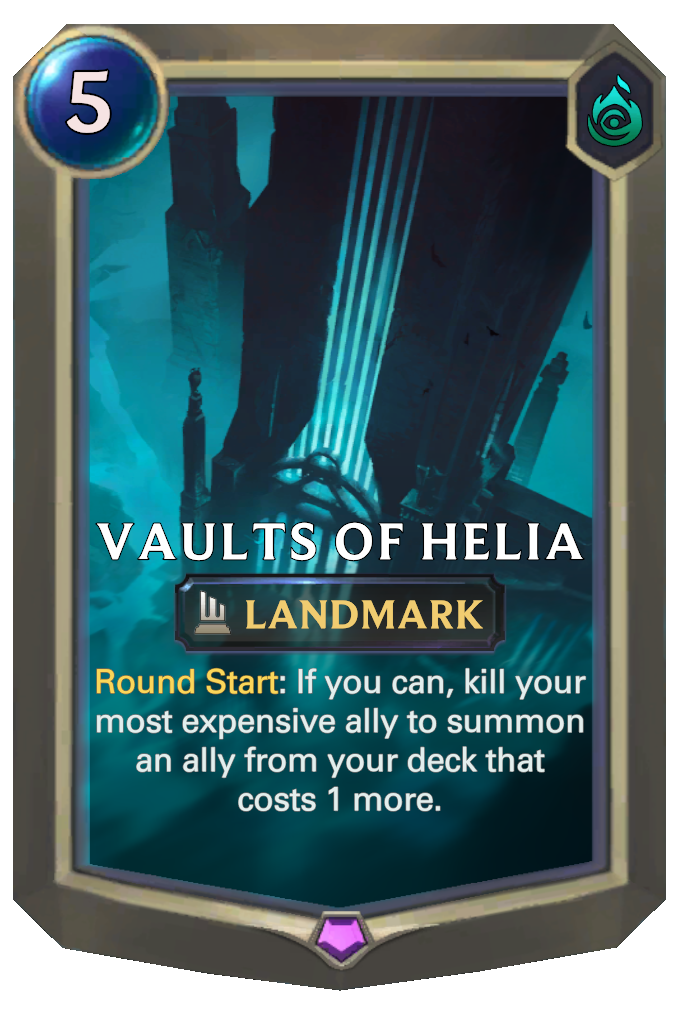 5
VAULTS OF HELIA
LANDMARK
Round Start: If you can, kill your
most expensive ally to summon
an ally from your deck that
costs 1 more.